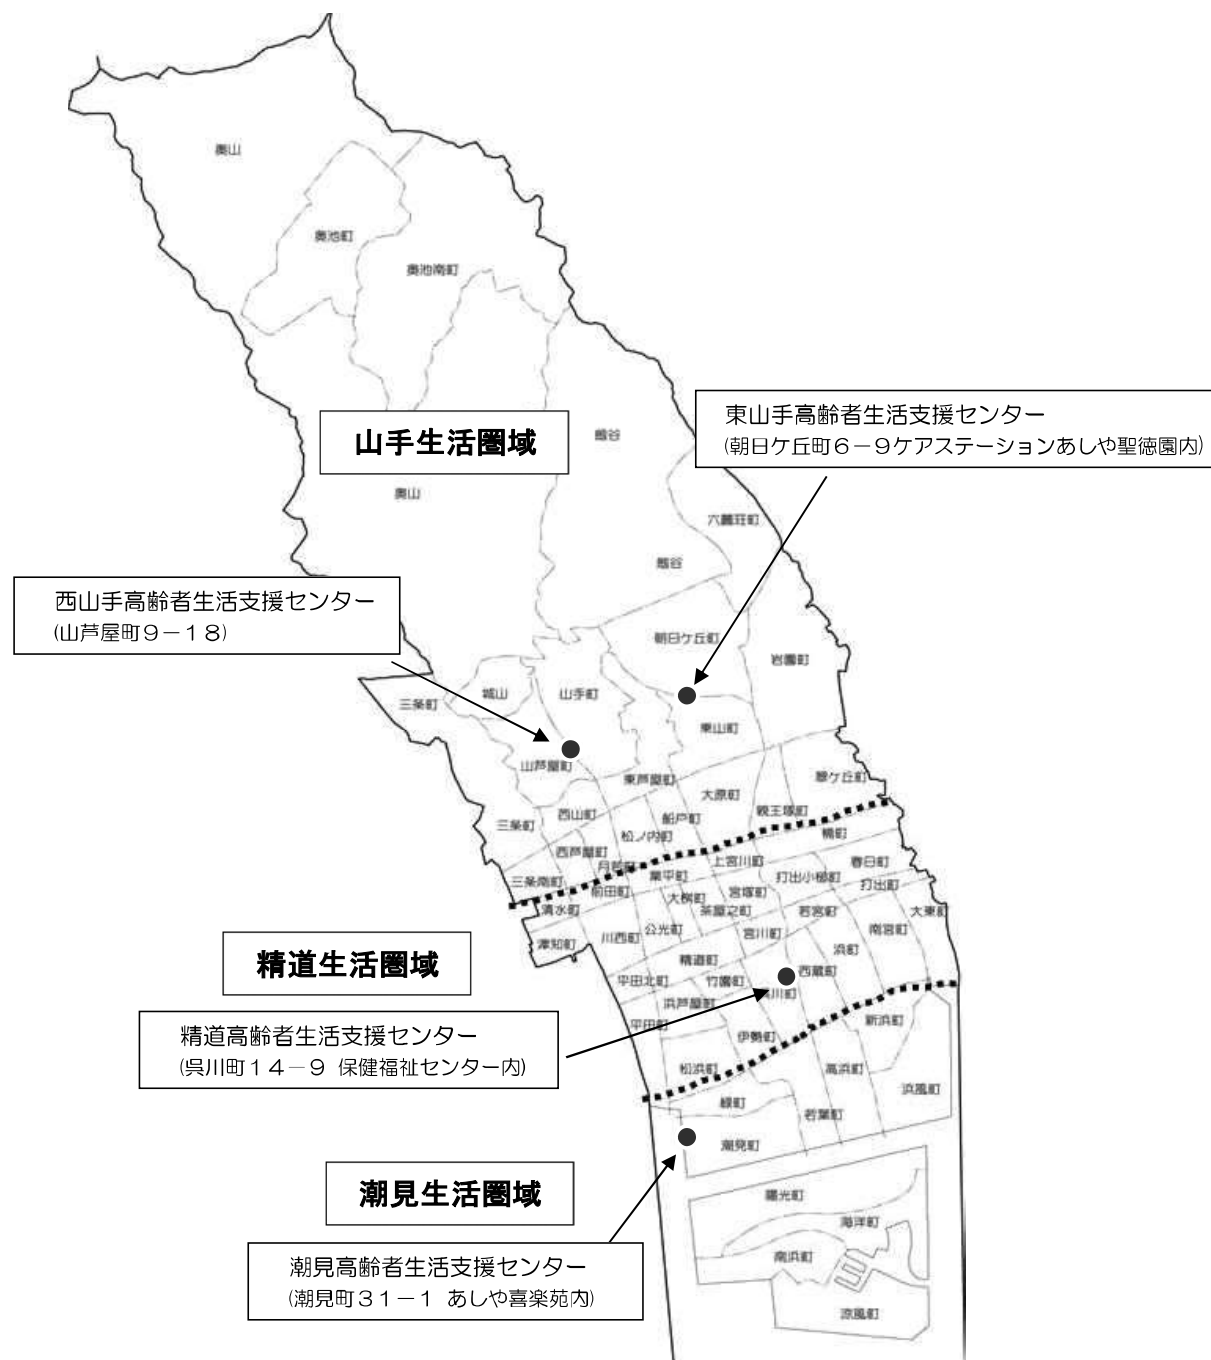 奥山
奥池町
奥池南町
山手生活圏域
剱谷
東山手高齢者生活支援センター
(朝日ケ丘町6-9ケアステーションあしや聖徳園内)
奥山
六麓荘町
剱谷
西山手高齢者生活支援センター
(山芦屋町9-18)
朝日ケ丘町
岩園町
城山
山手町
三条町
東山町
山芦屋町
東芦屋町
翠ケ丘町
大原町
親王塚町
西山町
船戸町
三条町
松ノ内町
楠町
西芦屋町
月若町
上宮川町
春日町
業平町
打出小槌町
三条南町
前田町
大桝町
宮塚町
打出町
清水町
茶屋之町
若宮町
大東町
公光町
宮川町
南宮町
津知町
川西町
浜町
精道生活圏域
精道町
西蔵町
平田北町
竹園町
呉川町
浜芦屋町
精道高齢者生活支援センター
(呉川町14-9 保健福祉センター内)
平田町
伊勢町
新浜町
松浜町
高浜町
浜風町
緑町
若葉町
潮見町
潮見生活圏域
陽光町
海洋町
南浜町
潮見高齢者生活支援センター
(潮見町31-1 あしや喜楽苑内)
涼風町